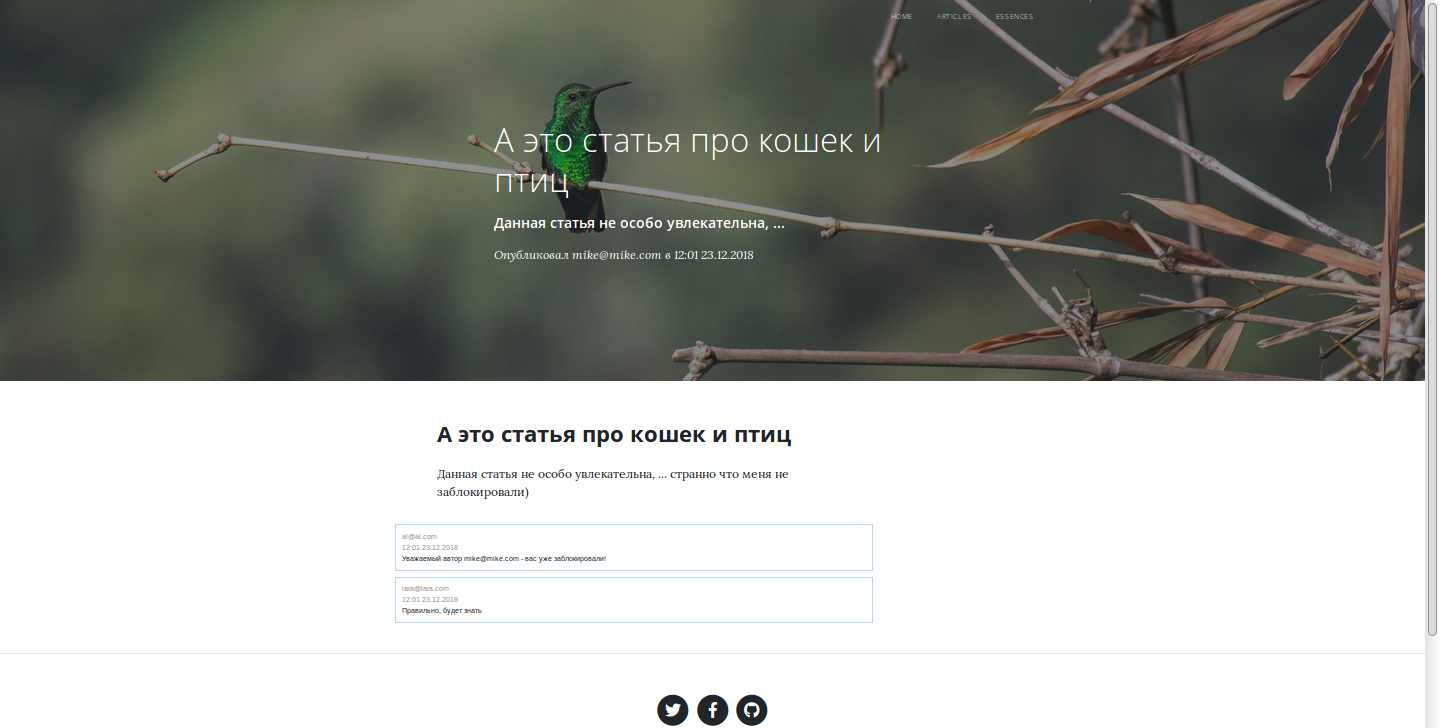 HOME ARTICLES ESSENCES
А это статья про кошек и
птиц
Данная статья не особо увлекательна, ...
Опубликовал mike@mike.com в 12:01 23.12.2018
А это статья про кошек и птиц
Данная статья не особо увлекательна, ... странно что меня не
заблокировали)
al@al.com
12:01 23.12.2018
Уважаемый автор mike@mike.com - вас уже заблокировали!
lara@lara.com
12:01 23.12.2018
Правильно, будет знать